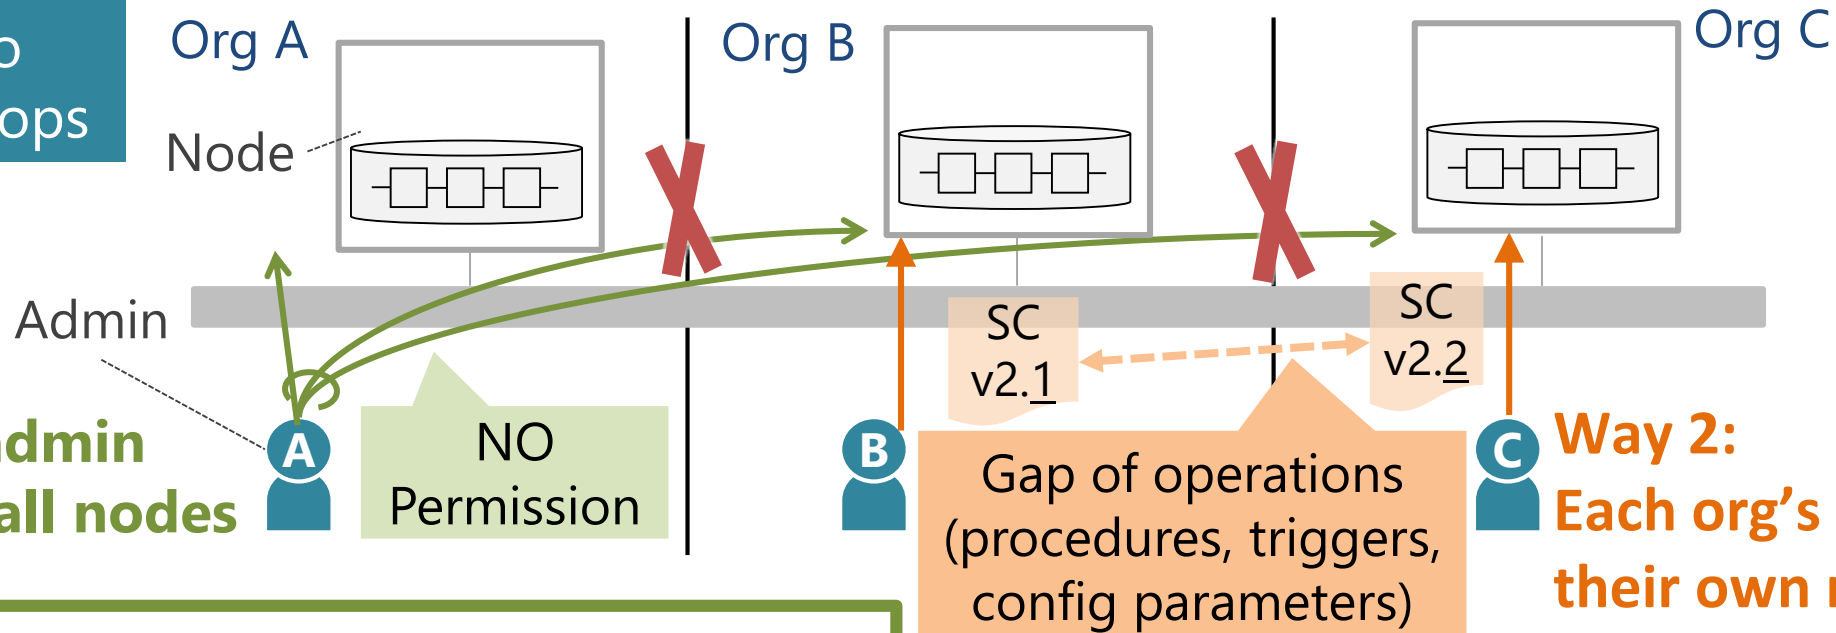 ops
Org A
Org B
Org C
Node
Admin
SC
v2.1
SC
v2.2
A
B
C
NO
Permission
all nodes
Gap of operations
(procedures, triggers,
config parameters)
Way 2:
Each org's
their own